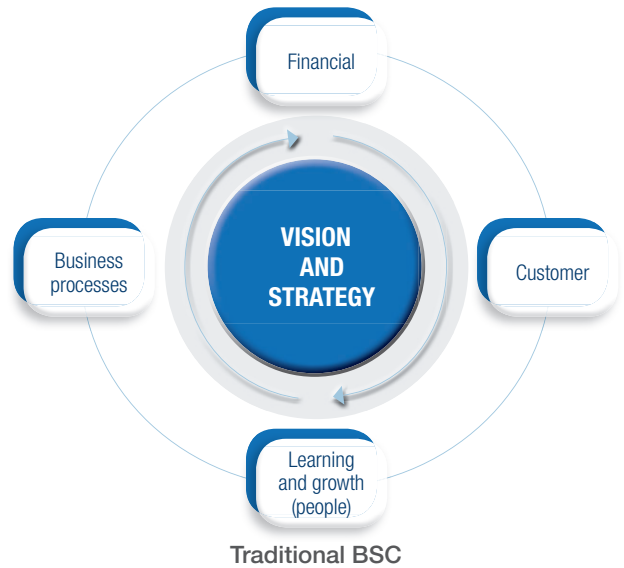 Financial
Business
processes
VISION
AND
STRATEGY
Customer
Learning
and growth
(people)
Traditional BSC